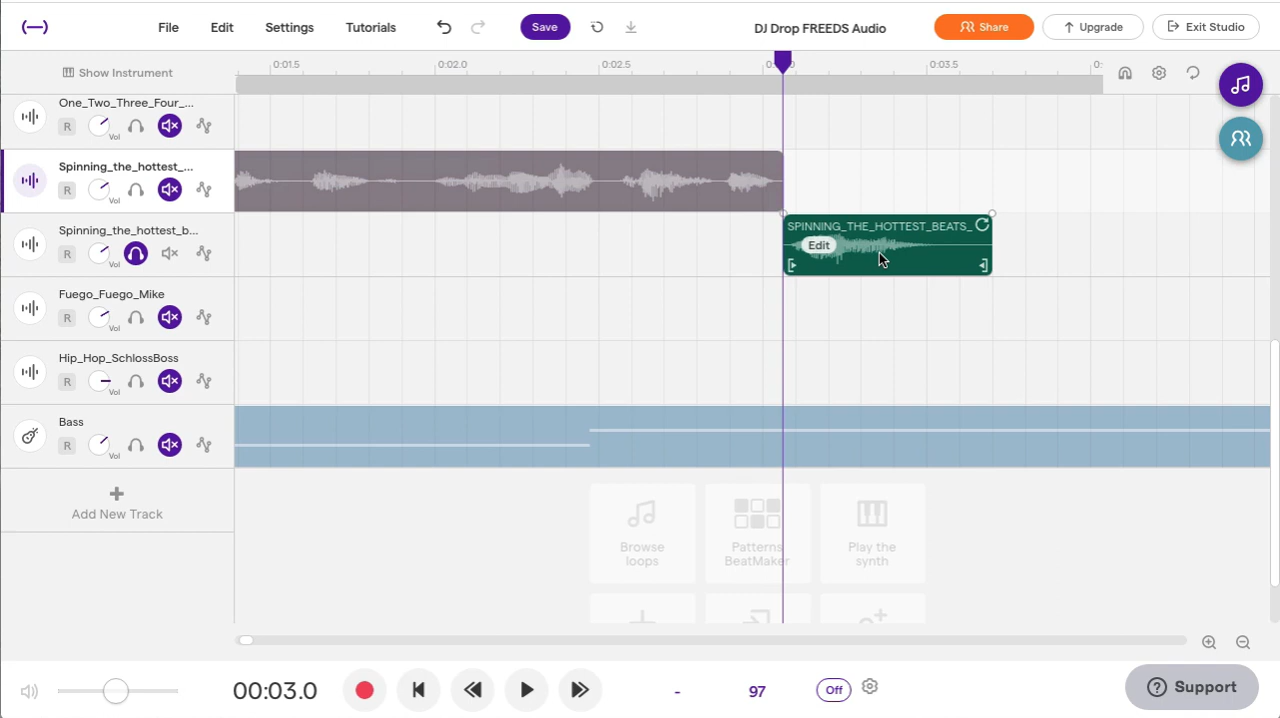 File
Edit
Settings
Tutorials
Save
DJ Drop FREEDS Audio
Share
Upgrade
Exit Studio
Show Instrument
0:01.5
0:02.0
0:02.5
0:03.5
One_Two_Three_Four_...
R
Vol
Spinning_the_hottest_...
R
Vol
Spinning_the_hottest_b...
R
Vol
SPINNING_THE_HOTTEST_BEATS_
Edit
Fuego_Fuego_Mike
R
Vol
Hip_Hop_SchlossBoss
R
Vol
Bass
R
Vol
Add New Track
Browse
loops
Patterns
BeatMaker
Play the
synth
00:03.0
-
97
Off
Support